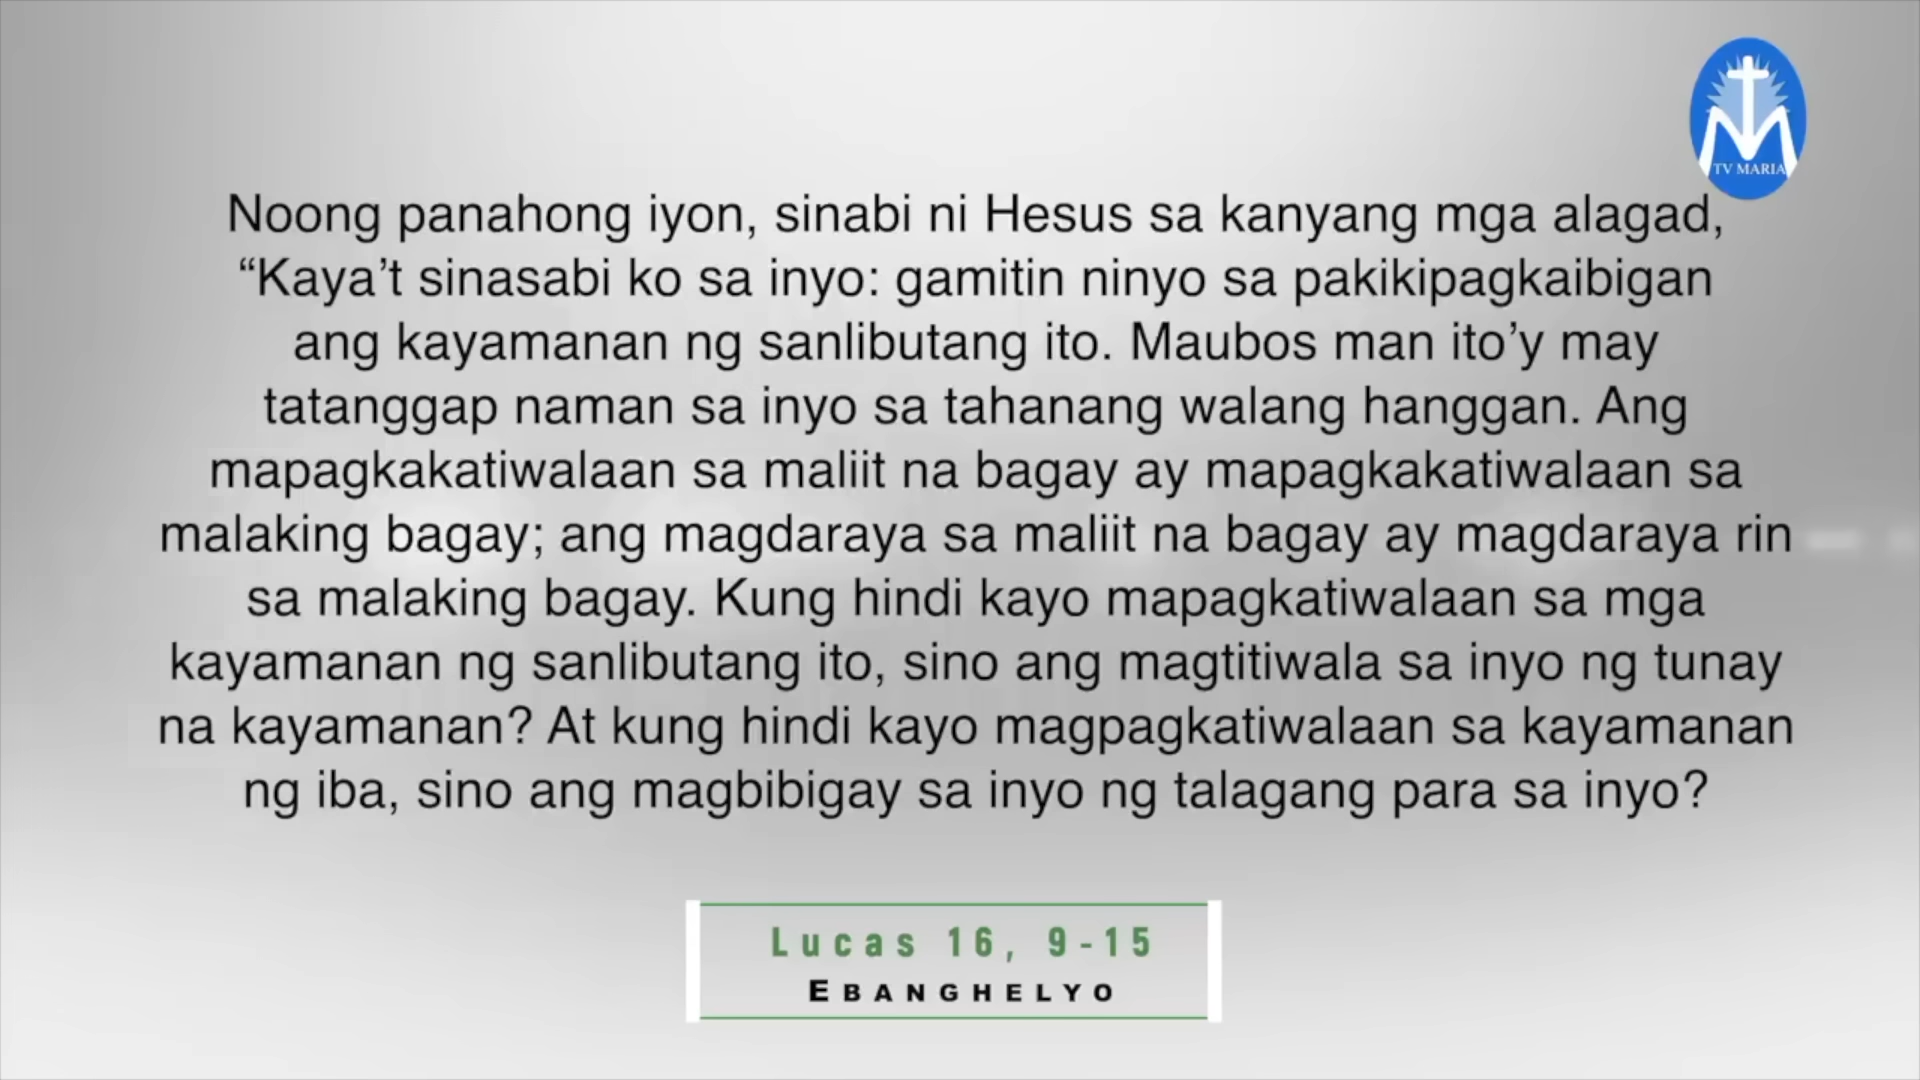 TV MARIA
Noong panahong iyon, sinabi ni Hesus sa kanyang mga alagad,
“Kaya’t sinasabi ko sa inyo: gamitin ninyo sa pakikipagkaibigan
ang kayamanan ng sanlibutang ito. Maubos man ito’y may
tatanggap naman sa inyo sa tahanang walang hanggan. Ang
mapagkakatiwalaan sa maliit na bagay ay mapagkakatiwalaan sa
malaking bagay; ang magdaraya sa maliit na bagay ay magdaraya rin
sa malaking bagay. Kung hindi kayo mapagkatiwalaan sa mga
kayamanan ng sanlibutang ito, sino ang magtitiwala sa inyo ng tunay
na kayamanan? At kung hindi kayo magpagkatiwalaan sa kayamanan
ng iba, sino ang magbibigay sa inyo ng talagang para sa inyo?
Lucas 16, 9-15
EBANGHELYO